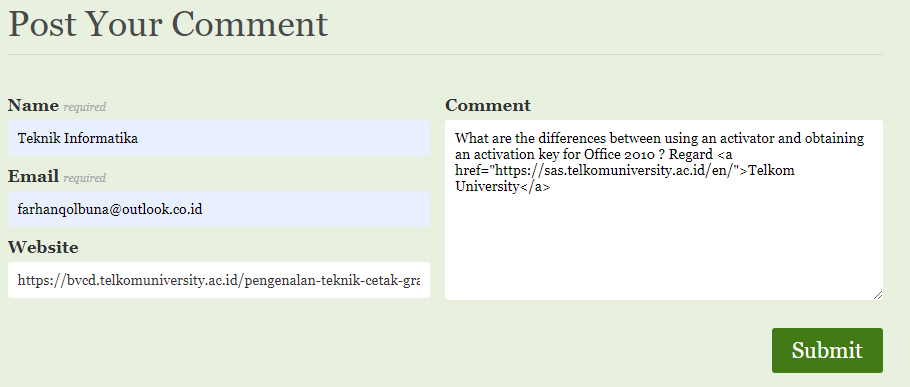 Post Your Comment
Name required
Teknik Informatika
Email required
farhanqolbuna@outlook.co.id
Website
https://bvcd.telkomuniversity.ac.id/pengenalan-teknik-cetak-gra
Comment
What are the differences between using an activator and obtaining
an activation key for Office 2010 ? Regard <a
href="https://sas.telkomuniversity.ac.id/en/">Telkom
University</a>
Submit